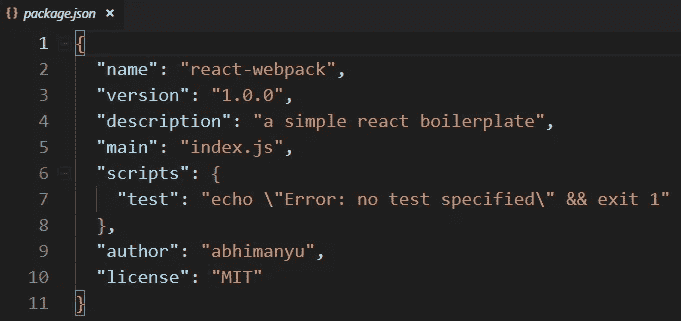 {} package.json ×
1 {
2 "name": "react-webpack",
3 "version": "1.0.0",
4 "description": "a simple react boilerplate",
5 "main": "index.js",
6 "scripts": {
7 "test": "echo \"Error: no test specified\" && exit 1"
8 },
9 "author": "abhimanyu",
10 "license": "MIT"
11 }